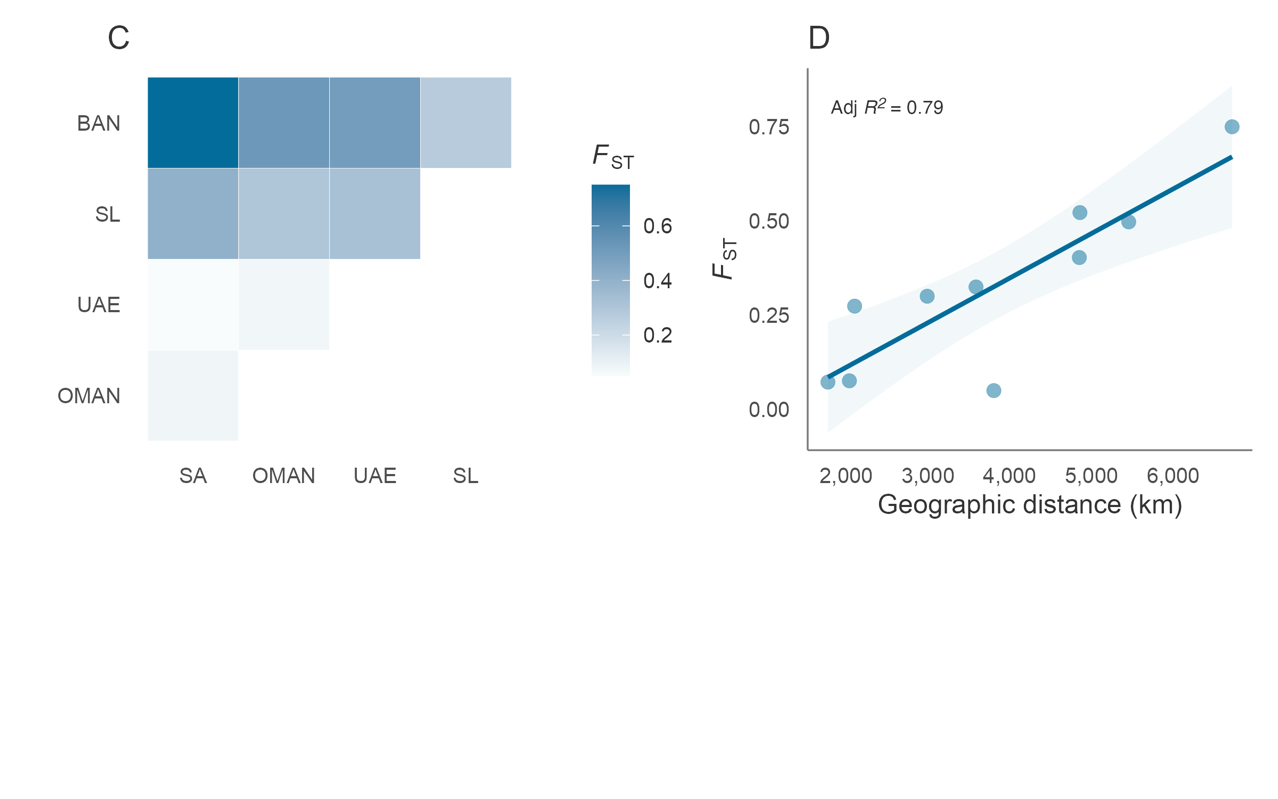 C
BAN
SL
UAE
OMAN
SA OMAN UAE SL
FST
0.6
0.4
0.2
D
Adj R2 = 0.79
FST
0.75
0.50
0.25
0.00
2,000 3,000 4,000 5,000 6,000
Geographic distance (km)